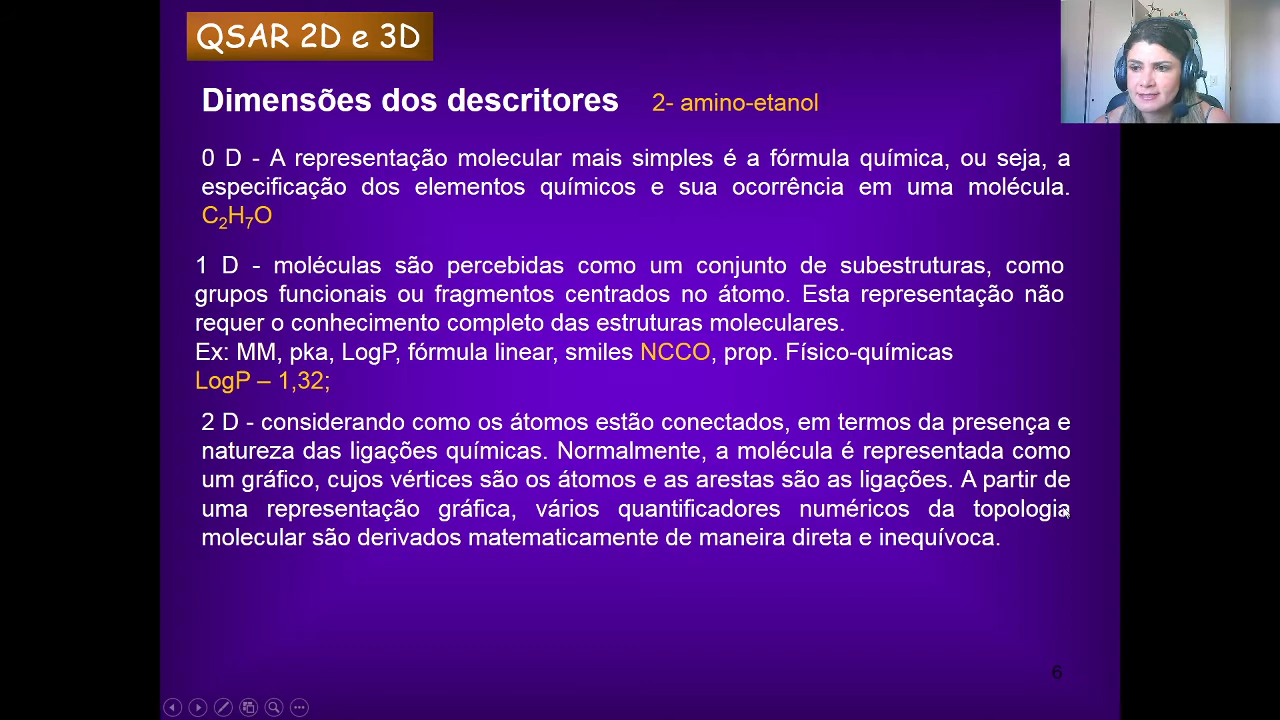 QSAR 2D e 3D
Dimensões dos descritores 2- amino-etanol
0 D - A representação molecular mais simples é a fórmula química, ou seja, a
especificação dos elementos químicos e sua ocorrência em uma molécula.
C₂H₇O
1 D - moléculas são percebidas como um conjunto de subestruturas, como
grupos funcionais ou fragmentos centrados no átomo. Esta representação não
requer o conhecimento completo das estruturas moleculares.
Ex: MM, pka, LogP, fórmula linear, smiles NCCO, prop. Físico-químicas
LogP – 1,32;
2 D - considerando como os átomos estão conectados, em termos da presença e
natureza das ligações químicas. Normalmente, a molécula é representada como
um gráfico, cujos vértices são os átomos e as arestas são as ligações. A partir de
uma representação gráfica, vários quantificadores numéricos da topologia
molecular são derivados matematicamente de maneira direta e inequívoca.
6